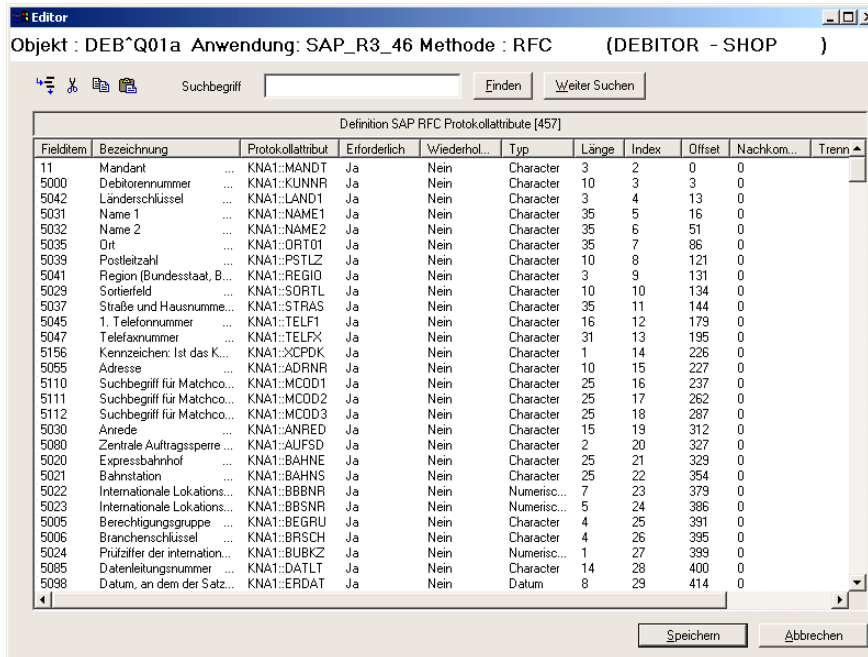 Editor
Objekt : DEB^Q01a Anwendung: SAP_R3_46 Methode : RFC (DEBITOR - SHOP )
Suchbegriff Finden Weiter Suchen
Definition SAP RFC Protokollattribute [457]
Fielditem Bezeichnung Protokollattribut Erforderlich Wiederhol... Typ Länge Index Offset Nachkom... Trenn
11 Mandant ... KNA1::MANDT Ja Nein Character 3 2 0 0
5000 Debitorennummer ... KNA1::KUNNR Ja Nein Character 10 3 3 0
5042 Länderschlüssel ... KNA1::LAND1 Ja Nein Character 3 4 13 0
5031 Name 1 ... KNA1::NAME1 Ja Nein Character 35 5 16 0
5032 Name 2 ... KNA1::NAME2 Ja Nein Character 35 6 51 0
5035 Ort ... KNA1::ORT01 Ja Nein Character 35 7 86 0
5039 Postleitzahl ... KNA1::PSTLZ Ja Nein Character 10 8 121 0
5041 Region (Bundesstaat, B... KNA1::REGIO Ja Nein Character 3 9 131 0
5029 Sortierfeld ... KNA1::SORTL Ja Nein Character 10 10 134 0
5037 Straße und Hausnumme... KNA1::STRAS Ja Nein Character 35 11 144 0
5045 1. Telefonnummer ... KNA1::TELF1 Ja Nein Character 16 12 179 0
5047 Telefaxnummer ... KNA1::TELFX Ja Nein Character 31 13 195 0
5156 Kennzeichen: Ist das K... KNA1::XCPDK Ja Nein Character 1 14 226 0
5055 Adresse ... KNA1::ADRNR Ja Nein Character 10 15 227 0
5110 Suchbegriff für Matchco... KNA1::MCOD1 Ja Nein Character 25 16 237 0
5111 Suchbegriff für Matchco... KNA1::MCOD2 Ja Nein Character 25 17 262 0
5112 Suchbegriff für Matchco... KNA1::MCOD3 Ja Nein Character 25 18 287 0
5030 Anrede ... KNA1::ANRED Ja Nein Character 15 19 312 0
5080 Zentrale Auftragssperre ... KNA1::AUFSD Ja Nein Character 2 20 327 0
5020 Expressbahnhof ... KNA1::BAHNE Ja Nein Character 25 21 329 0
5021 Bahnstation ... KNA1::BAHNS Ja Nein Character 25 22 354 0
5022 Internationale Lokations... KNA1::BBBNR Ja Nein Numerisc... 7 23 379 0
5023 Internationale Lokations... KNA1::BBSNR Ja Nein Numerisc... 5 24 386 0
5005 Berechtigungsgruppe ... KNA1::BEGRU Ja Nein Character 4 25 391 0
5006 Branchenschlüssel ... KNA1::BRSCH Ja Nein Character 4 26 395 0
5024 Prüfziffer der internation... KNA1::BUBKZ Ja Nein Numerisc... 1 27 399 0
5085 Datenleitungsnummer ... KNA1::DATLT Ja Nein Character 14 28 400 0
5098 Datum, an dem der Satz... KNA1::ERDAT Ja Nein Datum 8 29 414 0
Speichern Abbrechen